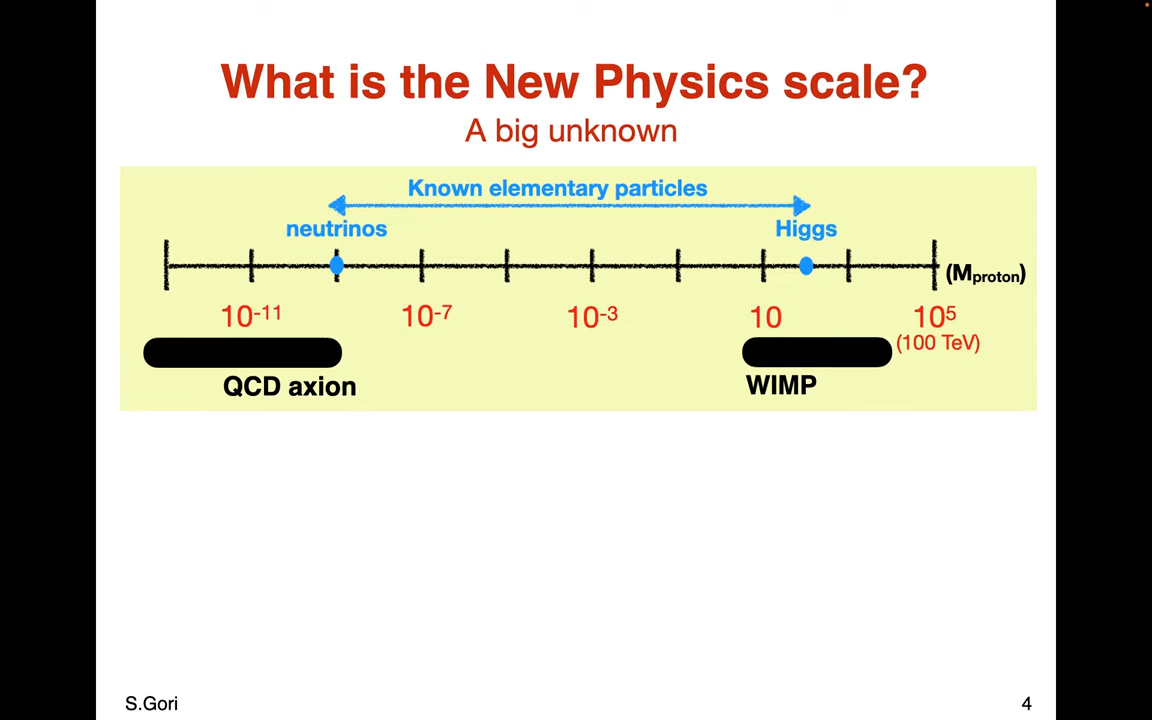 What is the New Physics scale?
A big unknown
Known elementary particles
neutrinos Higgs
(Mproton)
10-11 10-7 10-3 10 105
(100 TeV)
QCD axion WIMP
S.Gori 4